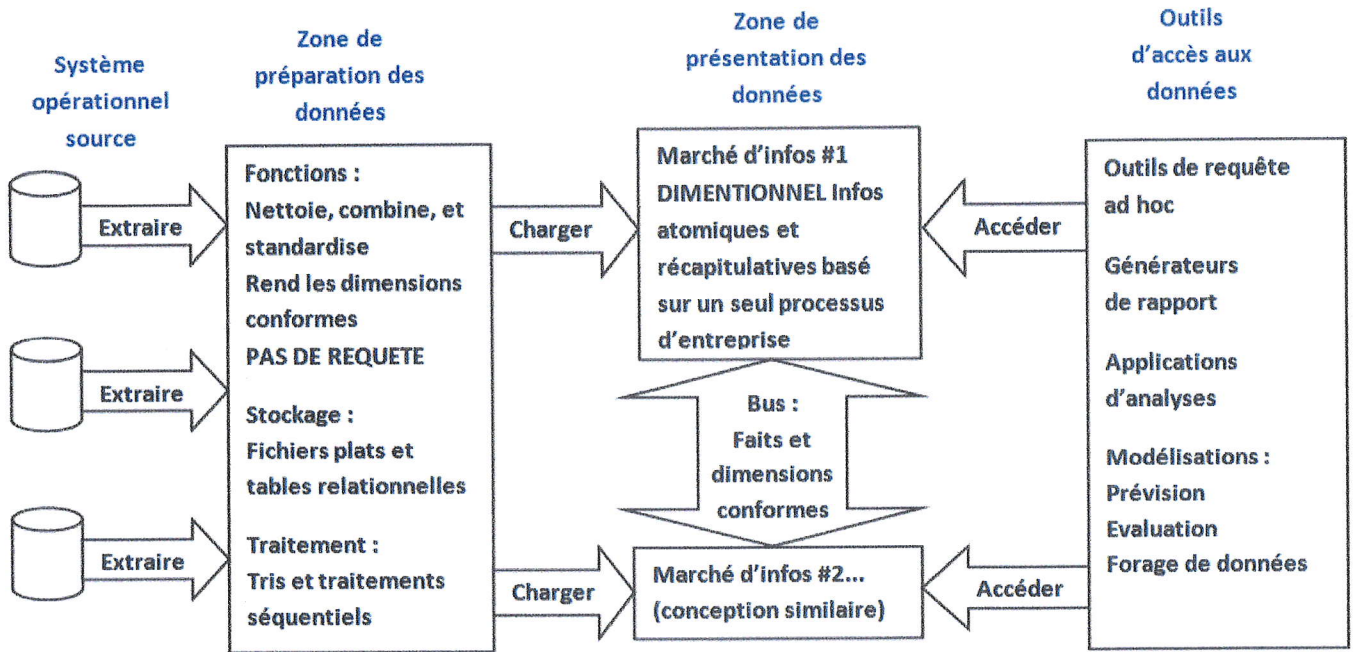 Système
opérationnel
source
Zone de
préparation des
données
Zone de
présentation des
données
Outils
d'accès aux
données
Extraire
Extraire
Extraire
Fonctions :
Nettoie, combine, et
standardise
Rend les dimensions
conformes
PAS DE REQUETE
Stockage :
Fichiers plats et
tables relationnelles
Traitement :
Tris et traitements
séquentiels
Charger
Charger
Marché d'infos #1
DIMENTIONNEL Infos
atomiques et
récapitulatives basé
sur un seul processus
d'entreprise
Bus :
Faits et
dimensions
conformes
Marché d'infos #2...
(conception similaire)
Accéder
Accéder
Outils de requête
ad hoc
Générateurs
de rapport
Applications
d'analyses
Modélisations :
Prévision
Evaluation
Forage de données